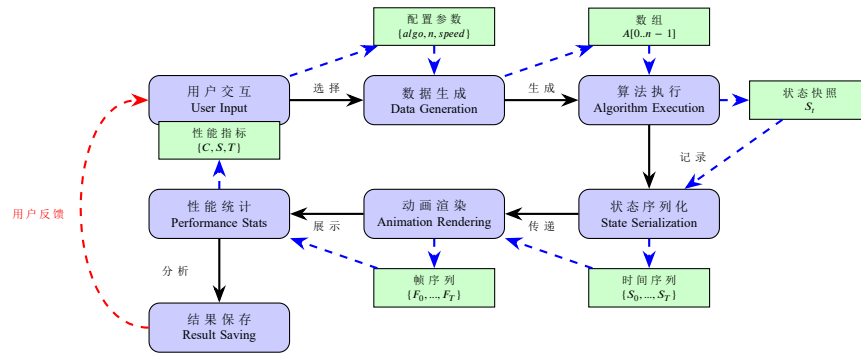 配置参数
{algo, n, speed}
数组
A[0..n − 1]
用户交互
User Input
选择
数据生成
Data Generation
生成
算法执行
Algorithm Execution
状态快照
S_t
性能指标
{C, S, T}
记录
用户反馈
性能统计
Performance Stats
展示
动画渲染
Animation Rendering
传递
状态序列化
State Serialization
分析
帧序列
{F_0, ..., F_T}
时间序列
{S_0, ..., S_T}
结果保存
Result Saving